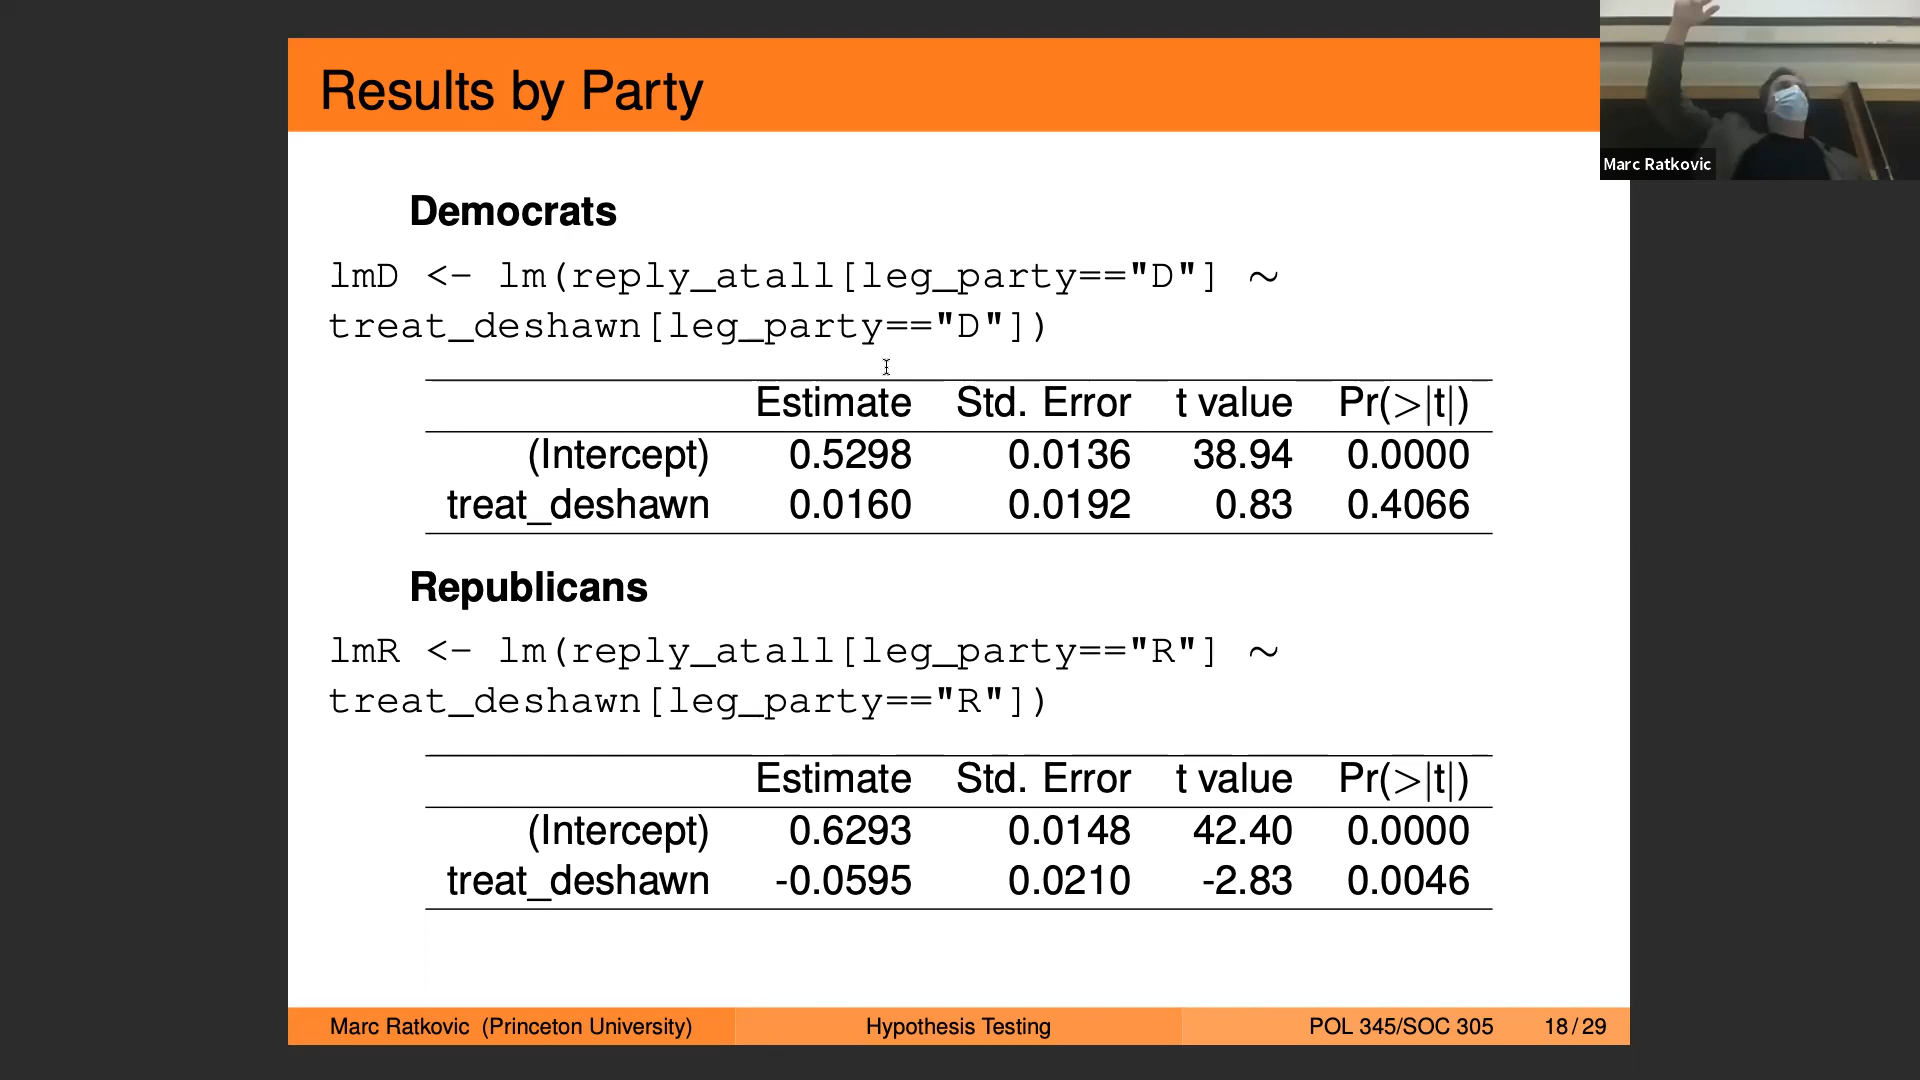 Results by Party
Marc Ratkovic
Democrats
lmD <- lm(reply_atall[leg_party=="D"] ~
treat_deshawn[leg_party=="D"])
Estimate Std. Error t value Pr(>|t|)
(Intercept) 0.5298 0.0136 38.94 0.0000
treat_deshawn 0.0160 0.0192 0.83 0.4066
Republicans
lmR <- lm(reply_atall[leg_party=="R"] ~
treat_deshawn[leg_party=="R"])
Estimate Std. Error t value Pr(>|t|)
(Intercept) 0.6293 0.0148 42.40 0.0000
treat_deshawn -0.0595 0.0210 -2.83 0.0046
Marc Ratkovic (Princeton University) Hypothesis Testing POL 345/SOC 305 18/29